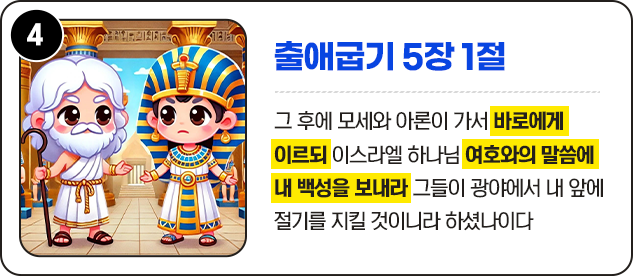 4
출애굽기 5장 1절
그 후에 모세와 아론이 가서 바로에게
이르되 이스라엘 하나님 여호와의 말씀에
내 백성을 보내라 그들이 광야에서 내 앞에
절기를 지킬 것이니라 하셨나이다